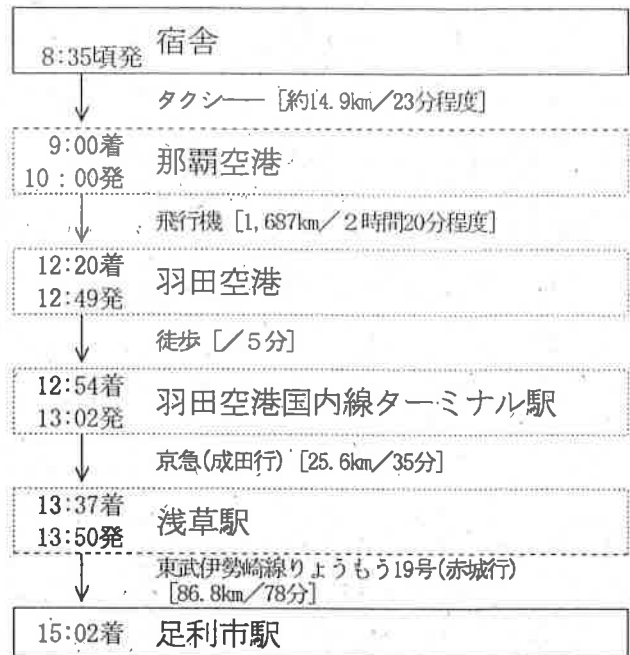 宿舎
8:35頃発
タクシー [約14.9km／23分程度]
9:00着
那覇空港
10：00発
飛行機 [1,687km／2時間20分程度]
12:20着
羽田空港
12:49発
徒歩 [／5分]
12:54着
羽田空港国内線ターミナル駅
13:02発
京急(成田行) [25.6km／35分]
13:37着
浅草駅
13:50発
東武伊勢崎線りょうもう19号(赤城行)
[86.8km／78分]
15:02着 足利市駅